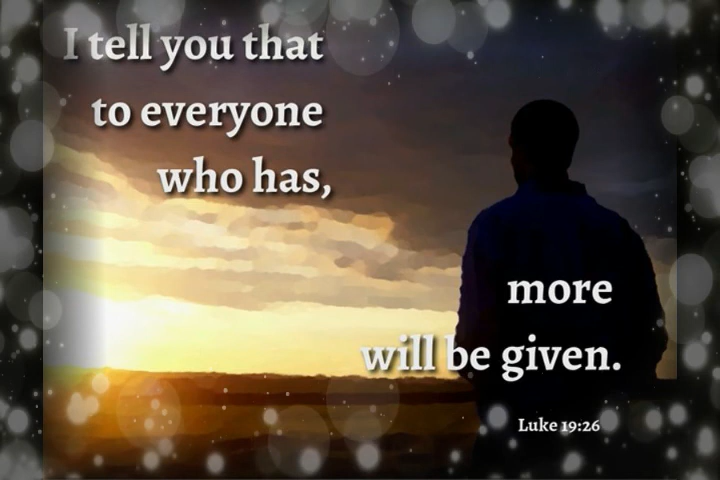 I tell you that
to everyone
who has,
more
will be given.
Luke 19:26